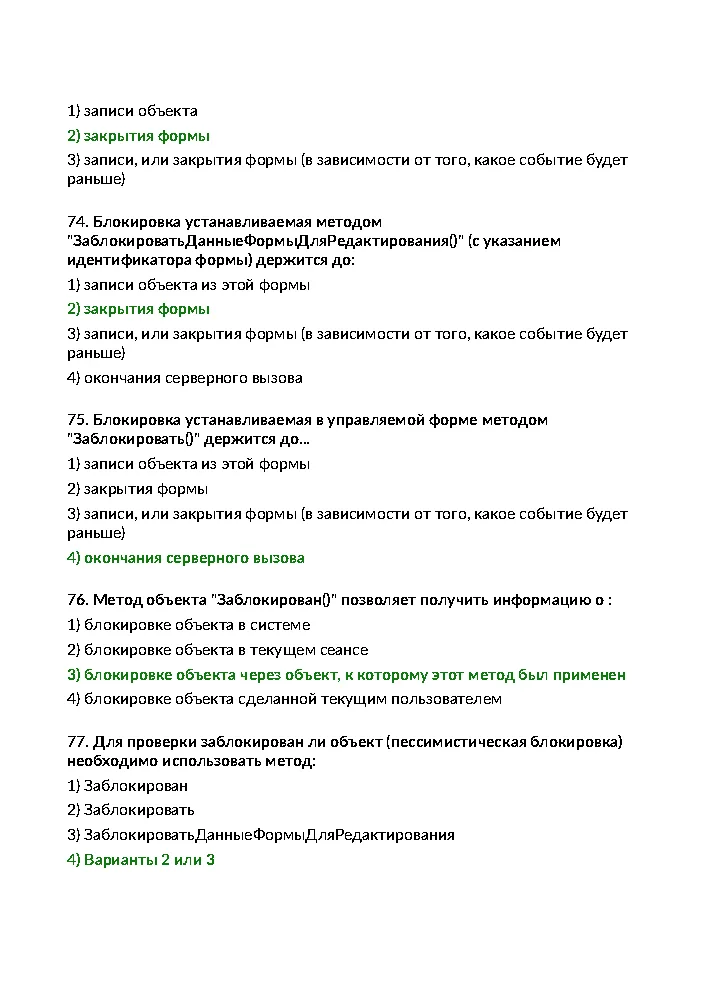 1) записи объекта
2) закрытия формы
3) записи, или закрытия формы (в зависимости от того, какое событие будет
раньше)
74. Блокировка устанавливаемая методом
"ЗаблокироватьДанныеФормыДляРедактирования()" (с указанием
идентификатора формы) держится до:
1) записи объекта из этой формы
2) закрытия формы
3) записи, или закрытия формы (в зависимости от того, какое событие будет
раньше)
4) окончания серверного вызова
75. Блокировка устанавливаемая в управляемой форме методом
"Заблокировать()" держится до...
1) записи объекта из этой формы
2) закрытия формы
3) записи, или закрытия формы (в зависимости от того, какое событие будет
раньше)
4) окончания серверного вызова
76. Метод объекта "Заблокирован()" позволяет получить информацию о :
1) блокировке объекта в системе
2) блокировке объекта в текущем сеансе
3) блокировке объекта через объект, к которому этот метод был применен
4) блокировке объекта сделанной текущим пользователем
77. Для проверки заблокирован ли объект (пессимистическая блокировка)
необходимо использовать метод:
1) Заблокирован
2) Заблокировать
3) ЗаблокироватьДанныеФормыДляРедактирования
4) Варианты 2 или 3